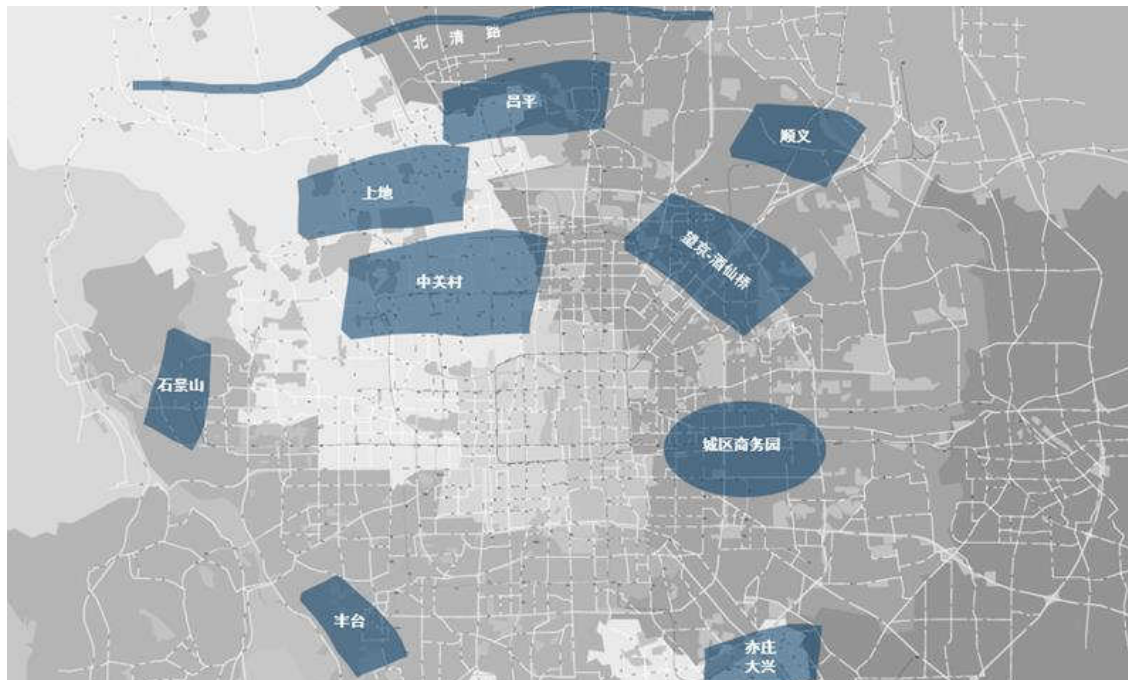 北清路
昌平
顺义
上地
望京-酒仙桥
中关村
石景山
城区商务园
丰台
亦庄
大兴